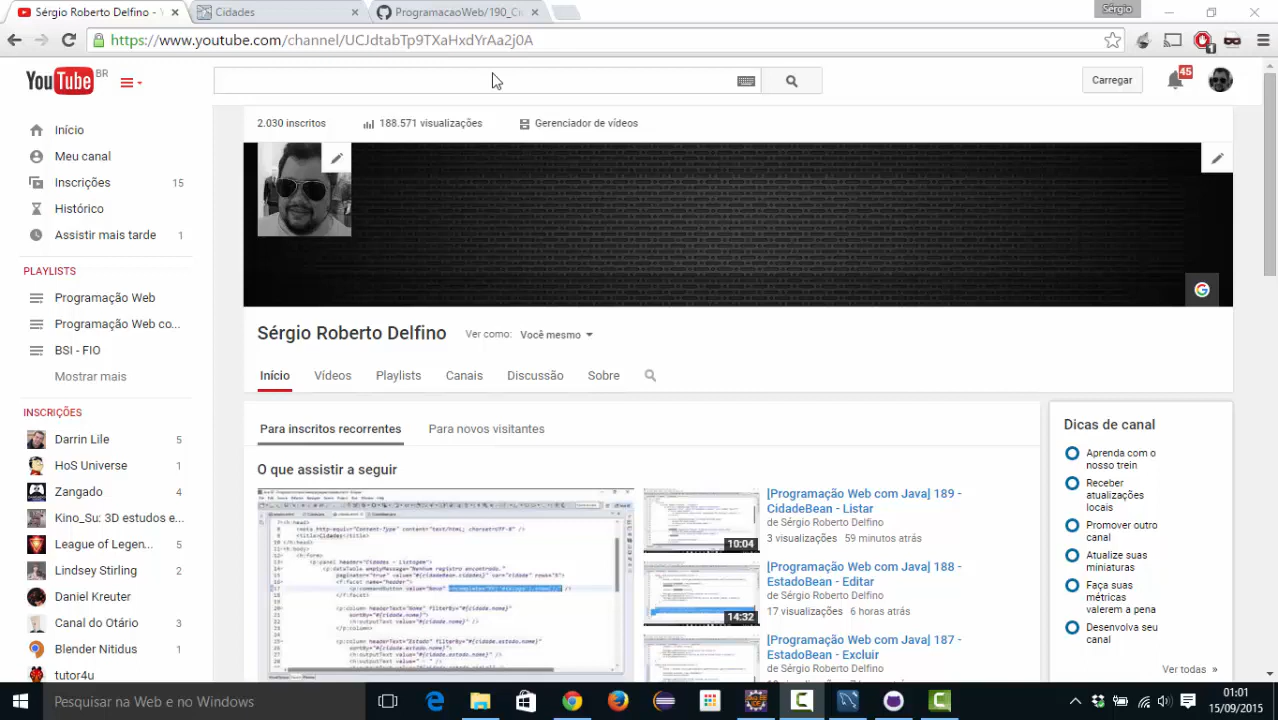 Sérgio Roberto Delfino - Y
Cidades
ProgramacaoWeb/190_Ci
Sérgio
https://www.youtube.com/channel/UCJdtabTp9TXaHxdYrAa2j0A
1
YouTube BR
Carregar
45
2.030 inscritos
188.571 visualizações
Gerenciador de vídeos
Início
Meu canal
Inscrições 15
Histórico
Assistir mais tarde 1
PLAYLISTS
Programação Web
Programação Web co...
BSI - FIO
Mostrar mais
INSCRIÇÕES
Darrin Lile 5
HoS Universe 1
Zangado 4
Kino_Su: 3D estudos e...
League of Legen... 5
Lindsey Stirling 2
Daniel Kreuter
Canal do Otário 3
Blender Nitidus 1
tutor4u
Sérgio Roberto Delfino
Ver como: Você mesmo
Início
Vídeos
Playlists
Canais
Discussão
Sobre
Para inscritos recorrentes
Para novos visitantes
O que assistir a seguir
[Programação Web com Java] 189 -
CidadeBean - Listar
de Sérgio Roberto Delfino
3 visualizações 59 minutos atrás
10:04
[Programação Web com Java] 188 -
EstadoBean - Editar
de Sérgio Roberto Delfino
17 visualizações 6 horas atrás
14:32
[Programação Web com Java] 187 -
EstadoBean - Excluir
de Sérgio Roberto Delfino
Dicas de canal
Aprenda com o
nosso trein
Receber
atualizações
Promover outro
canal
Atualize suas
miniaturas
Faça suas
métricas
valerem a pena
Desenvolva seu
canal
Ver todas »
Pesquisar na Web e no Windows
01:01
15/09/2015